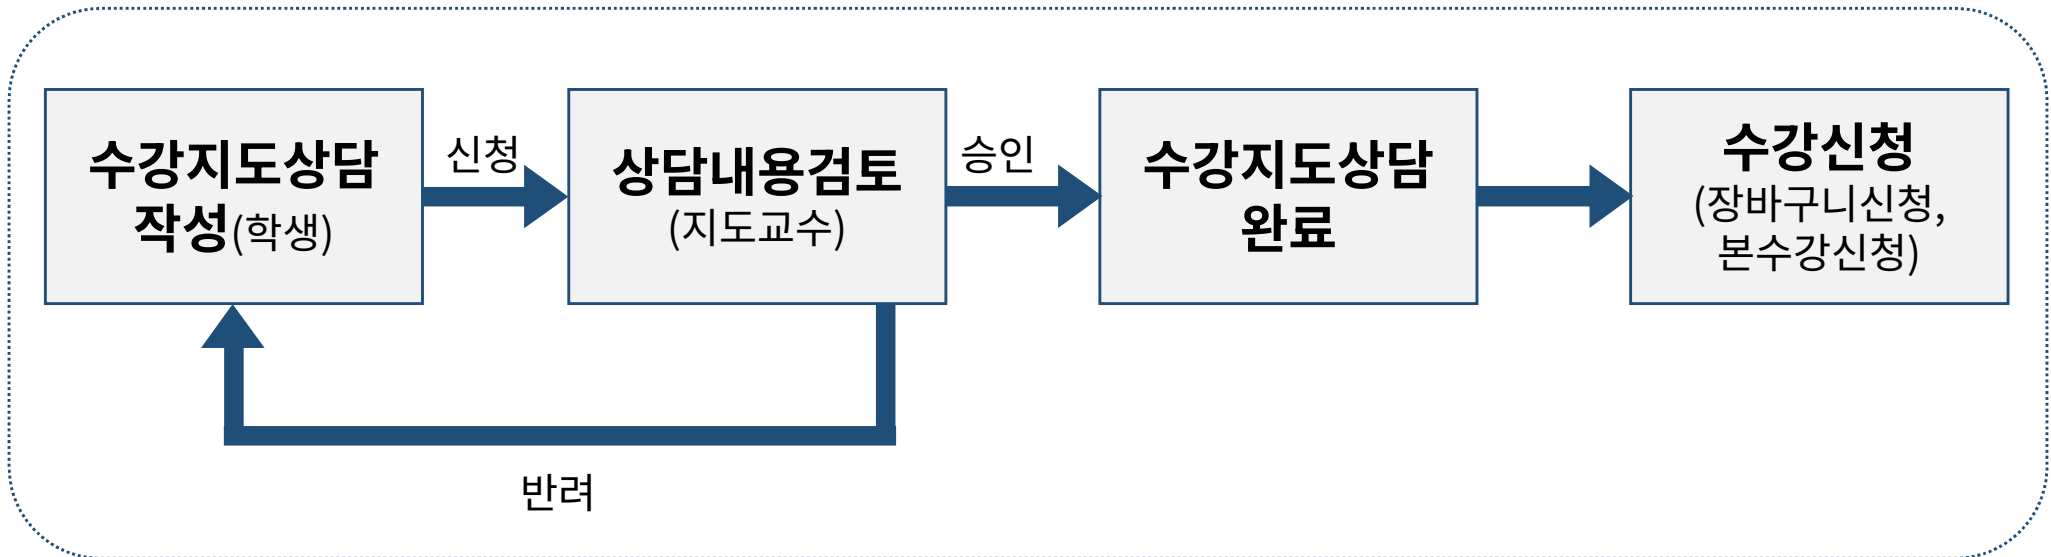 수강지도상담
작성(학생)
신청
상담내용검토
(지도교수)
승인
수강지도상담
완료
수강신청
(장바구니신청,
본수강신청)
반려